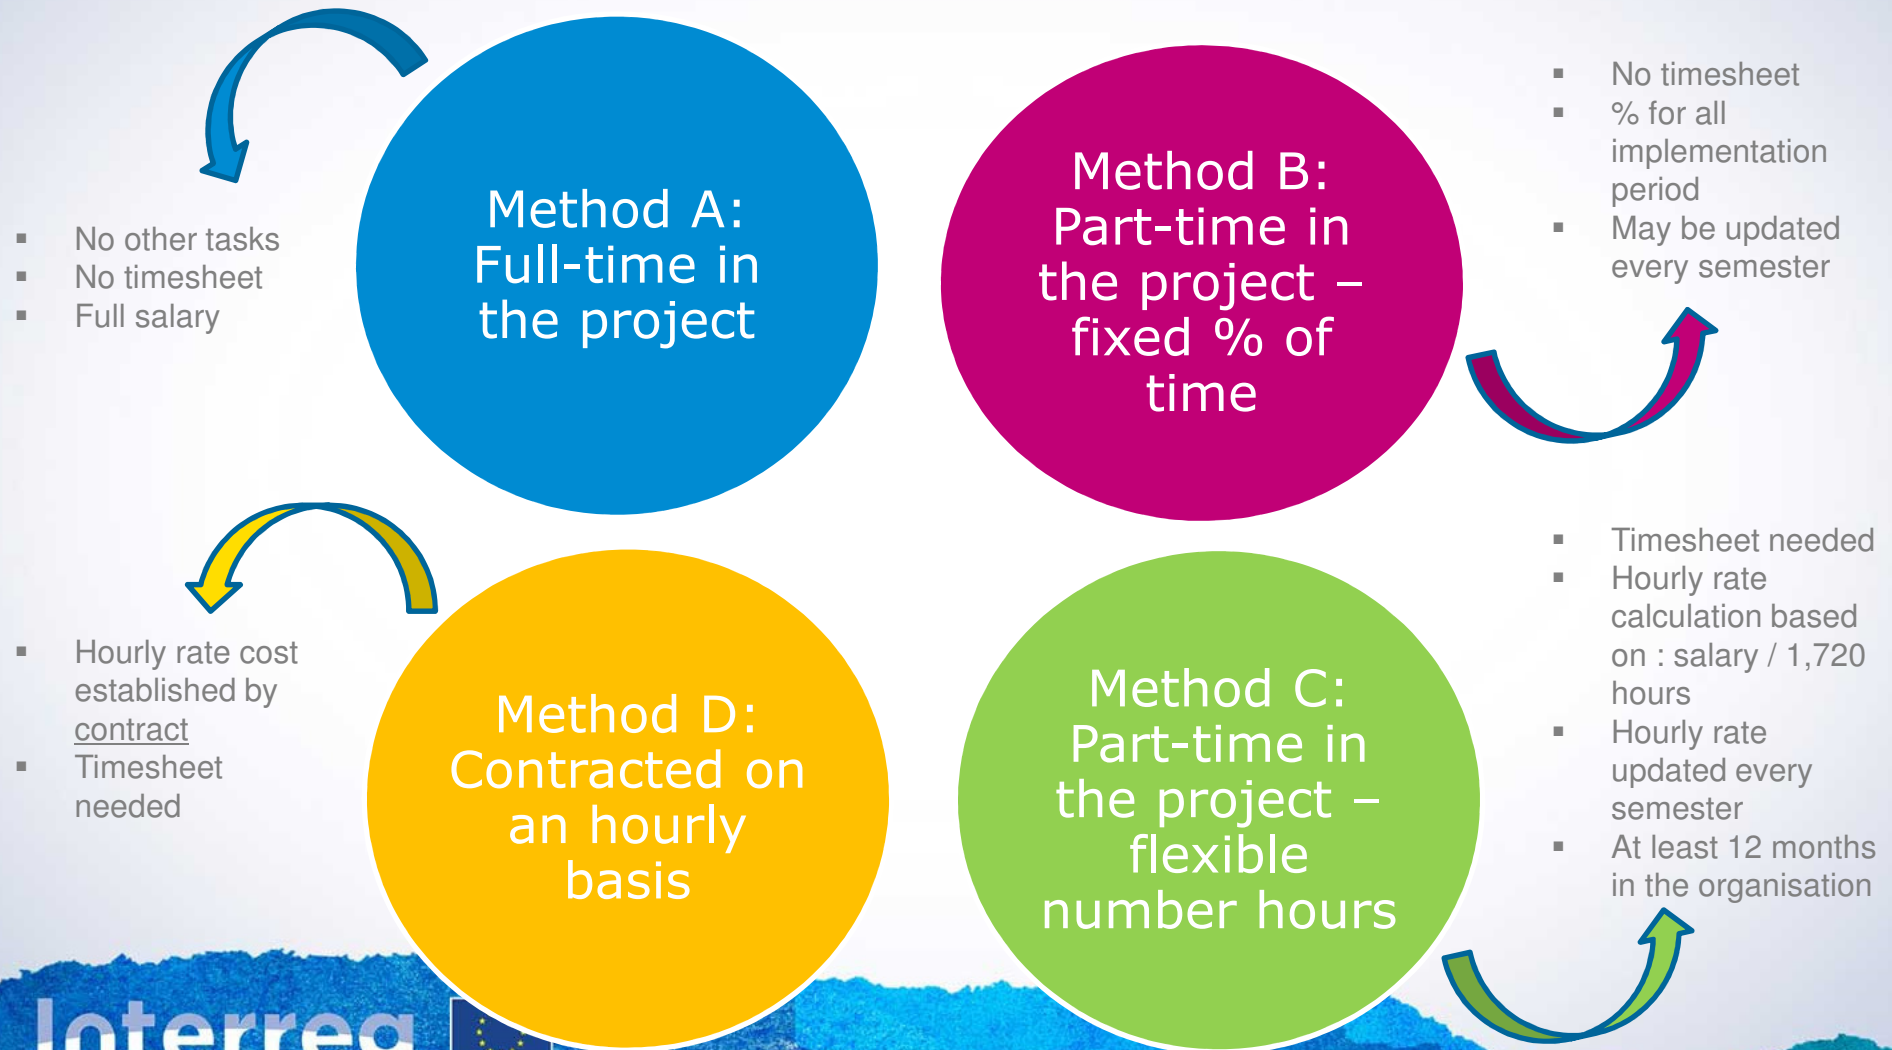 Method A:
Full-time in
the project
▪ No other tasks
▪ No timesheet
▪ Full salary
Method B:
Part-time in
the project –
fixed % of
time
▪ No timesheet
▪ % for all
implementation
period
▪ May be updated
every semester
Method D:
Contracted on
an hourly
basis
▪ Hourly rate cost
established by
contract
▪ Timesheet
needed
Method C:
Part-time in
the project –
flexible
number hours
▪ Timesheet needed
▪ Hourly rate
calculation based
on : salary / 1,720
hours
▪ Hourly rate
updated every
semester
▪ At least 12 months
in the organisation
Interreg